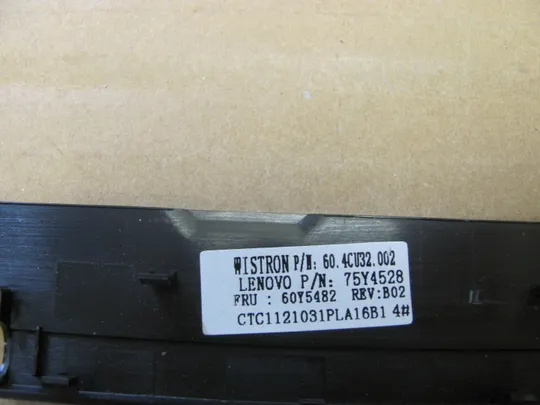 WISTRON P/N: 60.4CU32.002
LENOVO P/N: 75Y4528
FRU : 60Y5482 REV:B02
CTC1121031PLA16B1 4#